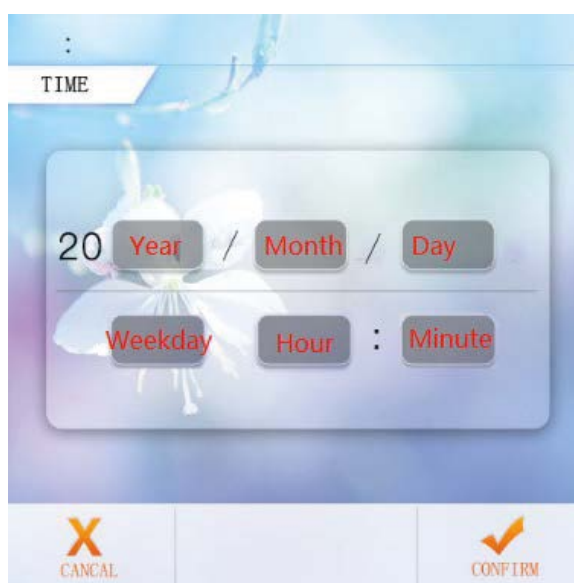 :
TIME
20 Year / Month / Day
Weekday Hour : Minute
CANCAL CONFIRM